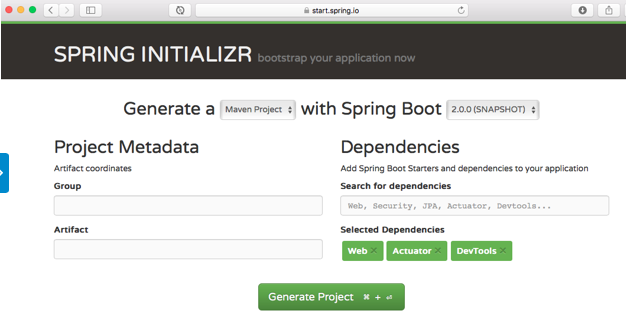 start.spring.io
SPRING INITIALIZR bootstrap your application now
Generate a Maven Project with Spring Boot 2.0.0 (SNAPSHOT)
Project Metadata
Artifact coordinates
Group
Artifact
Dependencies
Add Spring Boot Starters and dependencies to your application
Search for dependencies
Web, Security, JPA, Actuator, Devtools...
Selected Dependencies
Web × Actuator × DevTools ×
Generate Project ⌘ + ⏎